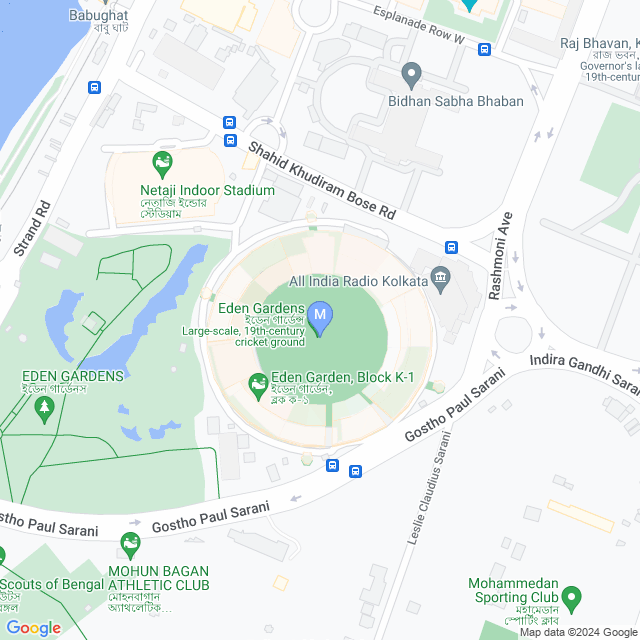 Babughat
বাবু ঘাট
Esplanade Row W
Raj Bhavan, K
রাজ ভবন,
Governor's la
19th-centu
Bidhan Sabha Bhaban
Shahid Khudiram Bose Rd
Netaji Indoor Stadium
নেতাজি ইন্ডোর
স্টেডিয়াম
Strand Rd
Rashmoni Ave
All India Radio Kolkata
Eden Gardens
ইডেন গার্ডেন্স
Large-scale, 19th-century
cricket ground
M
Indira Gandhi Saran
EDEN GARDENS
ইডেন গার্ডেনস
Eden Garden, Block K-1
ইডেন গার্ডেন,
ব্লক ক-১
Gostho Paul Sarani
Leslie Claudius Sarani
Gostho Paul Sarani
stho Paul Sarani
MOHUN BAGAN
ATHLETIC CLUB
মোহনবাগান
অ্যাথলেটিক...
Scouts of Bengal
Mohammedan
Sporting Club
মহামেডান
স্পোর্টিং ক্লাব
Google
Map data ©2024 Google